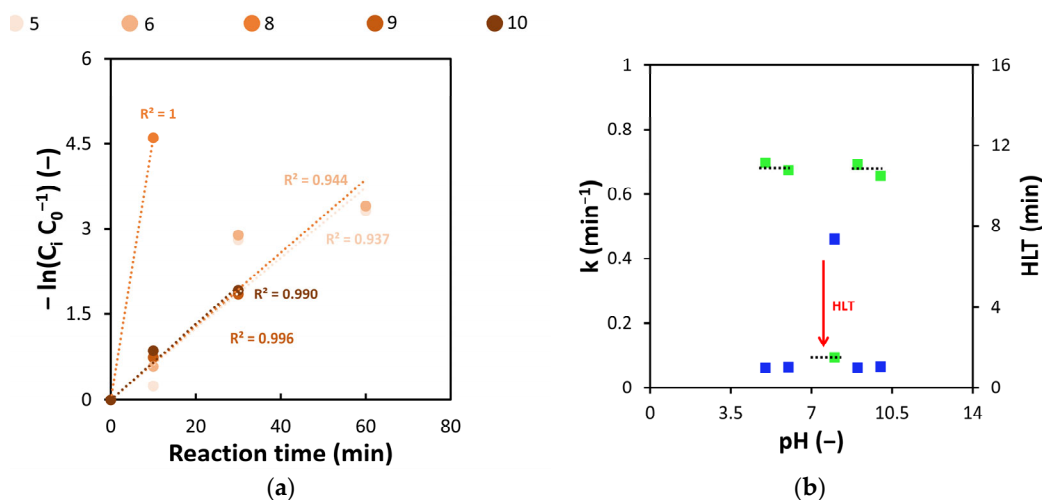 5 6 8 9 10
6
4.5
3
1.5
0
– ln(Cᵢ C₀⁻¹) (–)
R² = 1
R² = 0.944
R² = 0.937
R² = 0.990
R² = 0.996
0 20 40 60 80
Reaction time (min)
(a)
1
0.8
0.6
0.4
0.2
0
k (min⁻¹)
HLT
16
12
8
4
0
HLT (min)
0 3.5 7 10.5 14
pH (–)
(b)